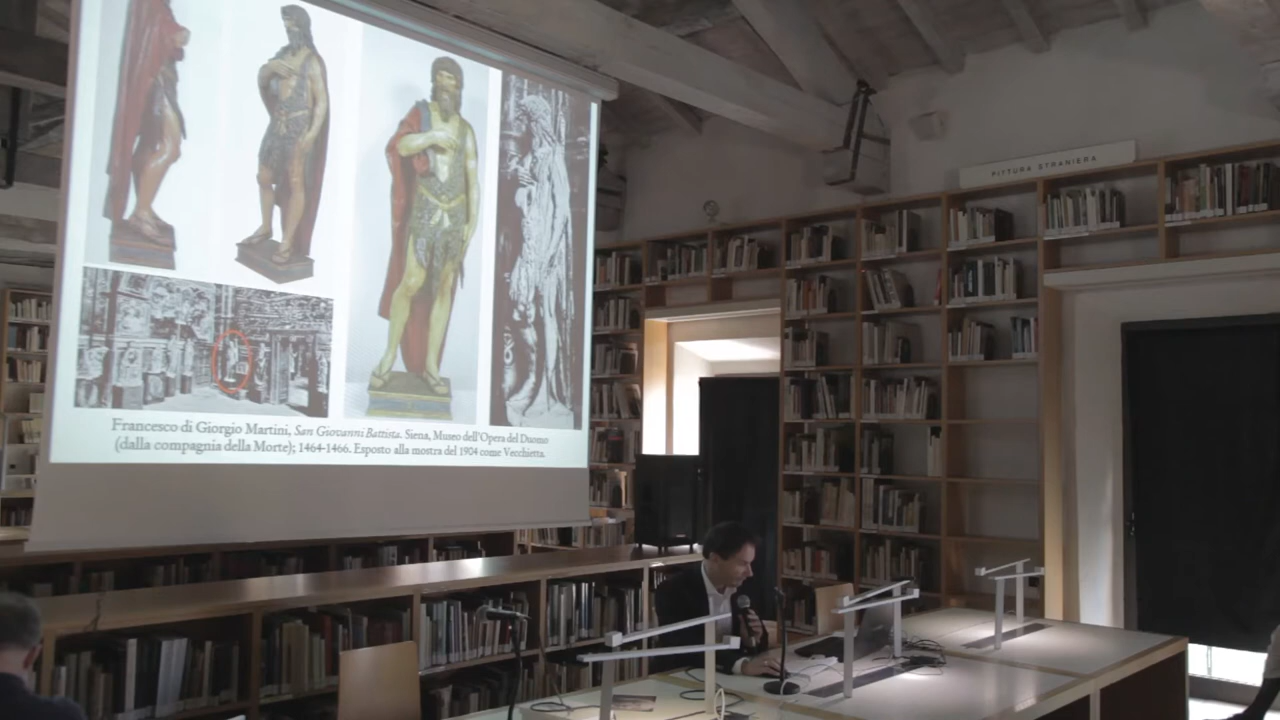 PITTURA STRANIERA
Francesco di Giorgio Martini, San Giovanni Battista. Siena, Museo dell'Opera del Duomo
(dalla compagnia della Morte); 1464-1466. Esposto alla mostra del 1904 come Vecchietta.